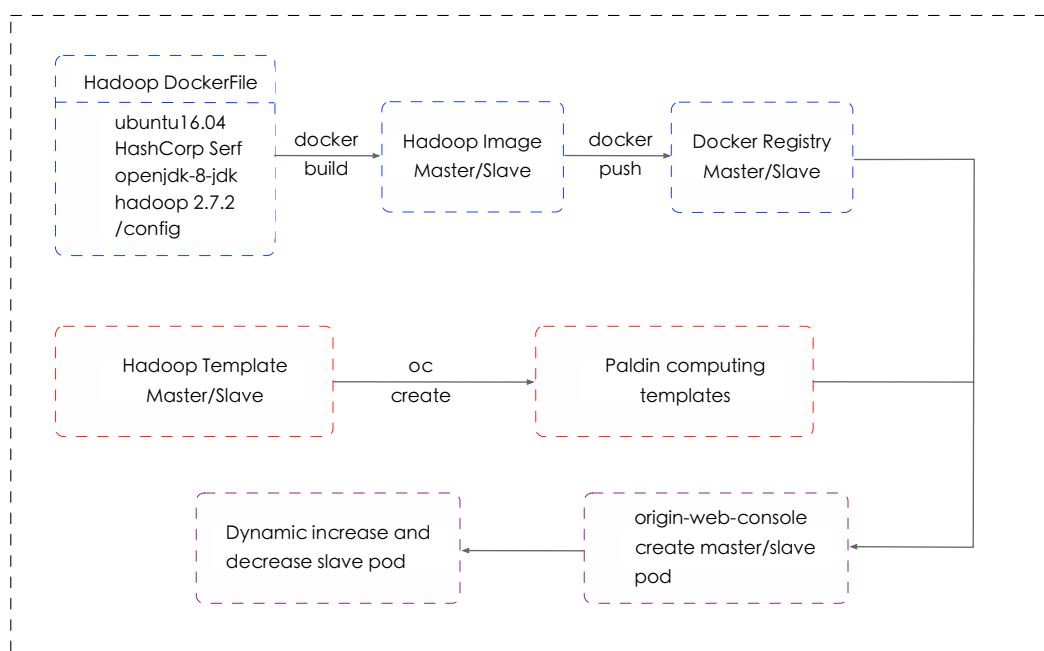 Hadoop DockerFile
ubuntu16.04
HashCorp Serf
openjdk-8-jdk
hadoop 2.7.2
/config
docker
build
Hadoop Image
Master/Slave
docker
push
Docker Registry
Master/Slave
Hadoop Template
Master/Slave
oc
create
Paldin computing
templates
Dynamic increase and
decrease slave pod
origin-web-console
create master/slave
pod